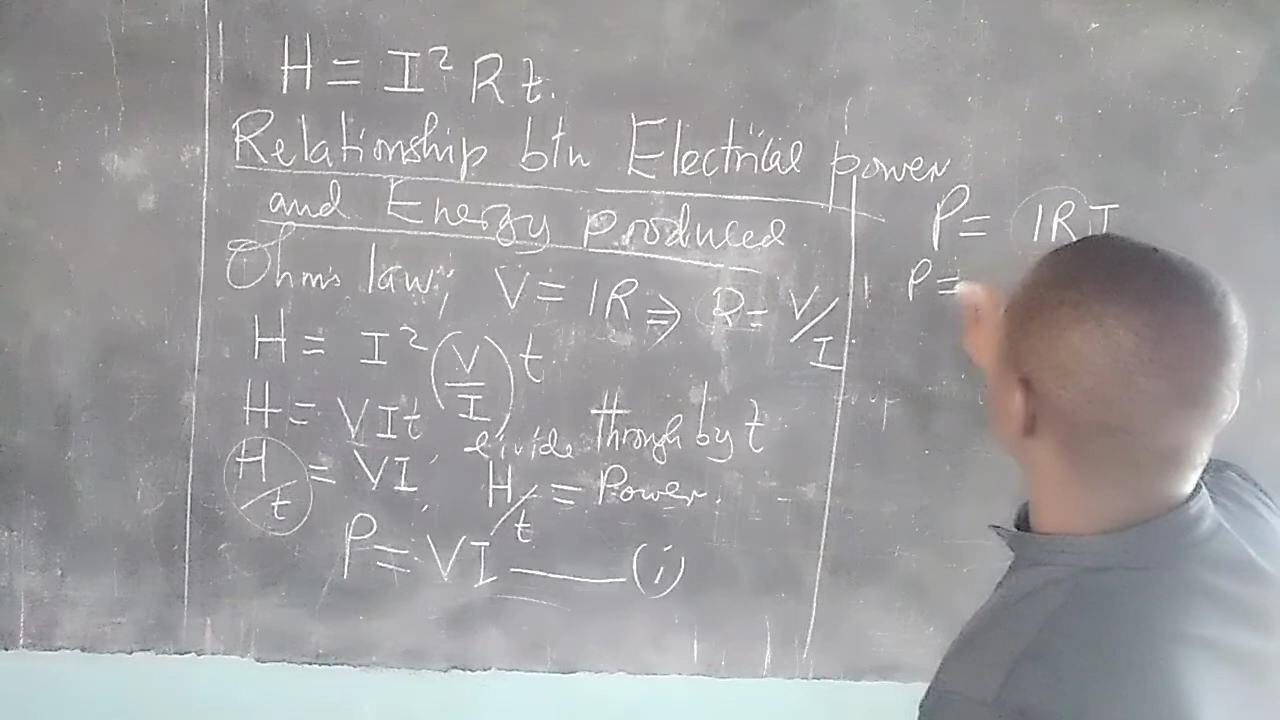 H = I² R t.
Relationship btn Electrical power
and Energy produced
Ohm's law; V = IR ⇒ R = V/I
H = I² (V/I) t
H = VIt divide through by t
H/t = VI, H/t = Power.
P = VI —— (i)
P = IRI
P =